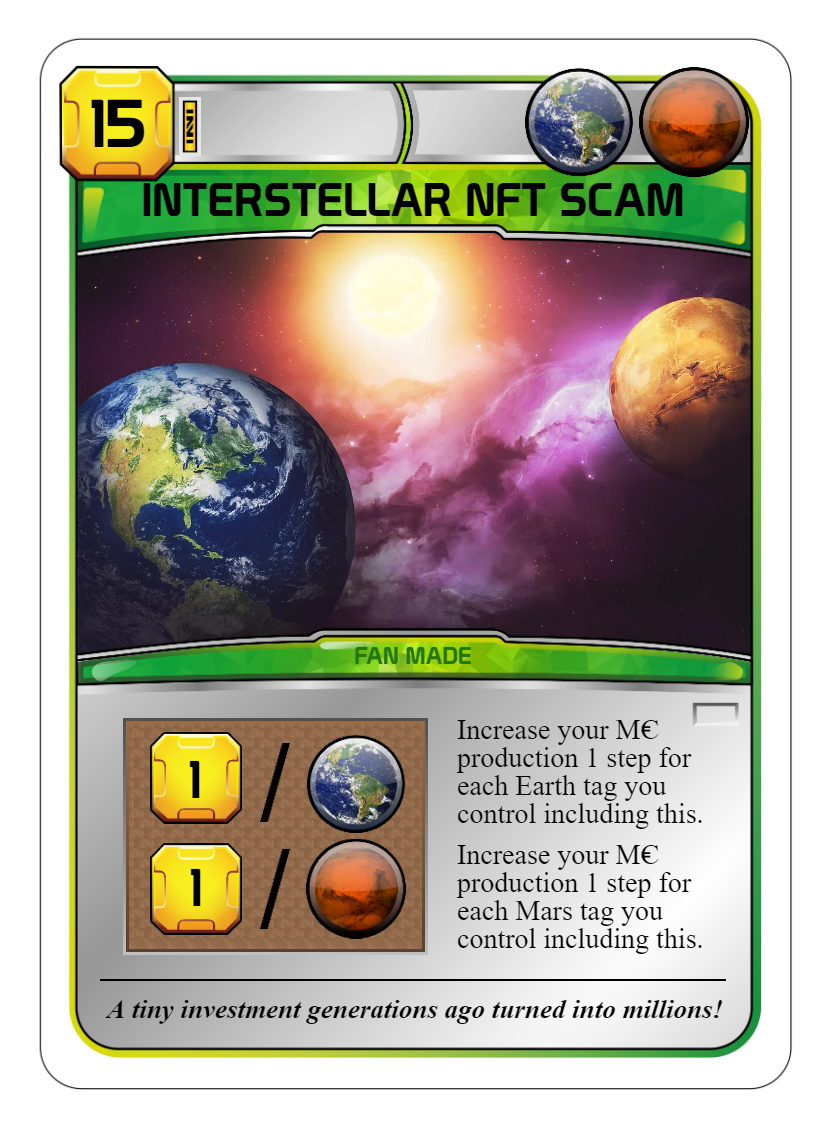 15
INTERSTELLAR NFT SCAM
FAN MADE
1 /
Increase your M€
production 1 step for
each Earth tag you
control including this.
1 /
Increase your M€
production 1 step for
each Mars tag you
control including this.
A tiny investment generations ago turned into millions!